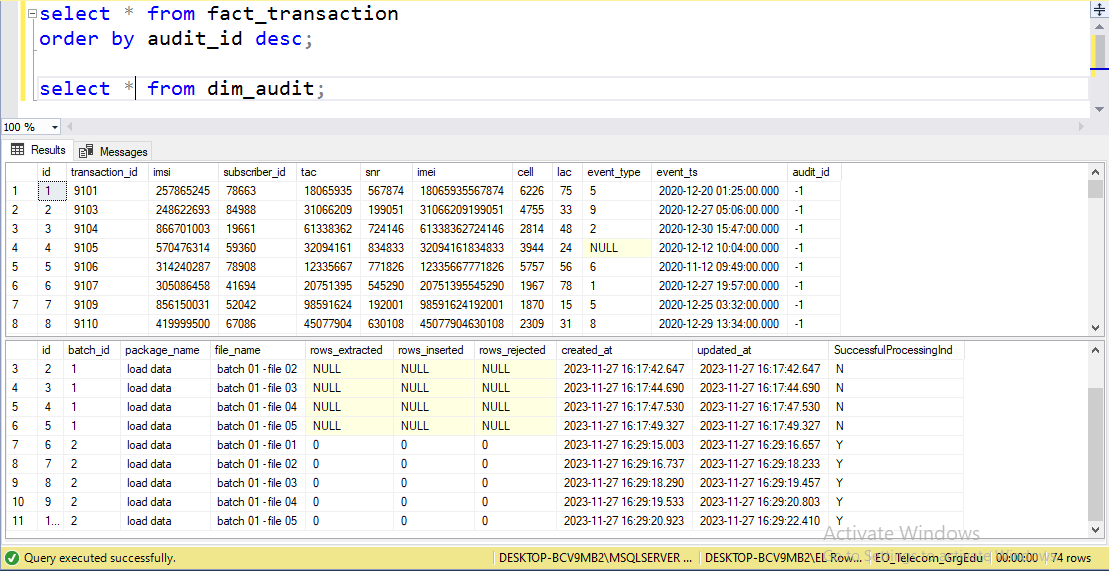 select * from fact_transaction
order by audit_id desc;
select * from dim_audit;
100 %
Results Messages
id transaction_id imsi subscriber_id tac snr imei cell lac event_type event_ts audit_id
1 1 9101 257865245 78663 18065935 567874 18065935567874 6226 75 5 2020-12-20 01:25:00.000 -1
2 2 9103 248622693 84988 31066209 199051 31066209199051 4755 33 9 2020-12-27 05:06:00.000 -1
3 3 9104 866701003 19661 61338362 724146 61338362724146 2814 48 2 2020-12-30 15:47:00.000 -1
4 4 9105 570476314 59360 32094161 834833 32094161834833 3944 24 NULL 2020-12-12 10:04:00.000 -1
5 5 9106 314240287 78908 12335667 771826 12335667771826 5757 56 6 2020-11-12 09:49:00.000 -1
6 6 9107 305086458 41694 20751395 545290 20751395545290 1967 78 1 2020-12-27 19:57:00.000 -1
7 7 9109 856150031 52042 98591624 192001 98591624192001 1870 15 5 2020-12-25 03:32:00.000 -1
8 8 9110 419999500 67086 45077904 630108 45077904630108 2309 31 8 2020-12-29 13:34:00.000 -1
id batch_id package_name file_name rows_extracted rows_inserted rows_rejected created_at updated_at SuccessfulProcessingInd
3 2 1 load data batch 01 - file 02 NULL NULL NULL 2023-11-27 16:17:42.647 2023-11-27 16:17:42.647 N
4 3 1 load data batch 01 - file 03 NULL NULL NULL 2023-11-27 16:17:44.690 2023-11-27 16:17:44.690 N
5 4 1 load data batch 01 - file 04 NULL NULL NULL 2023-11-27 16:17:47.530 2023-11-27 16:17:47.530 N
6 5 1 load data batch 01 - file 05 NULL NULL NULL 2023-11-27 16:17:49.327 2023-11-27 16:17:49.327 N
7 6 2 load data batch 01 - file 01 0 0 0 2023-11-27 16:29:15.003 2023-11-27 16:29:16.657 Y
8 7 2 load data batch 01 - file 02 0 0 0 2023-11-27 16:29:16.737 2023-11-27 16:29:18.233 Y
9 8 2 load data batch 01 - file 03 0 0 0 2023-11-27 16:29:18.290 2023-11-27 16:29:19.457 Y
10 9 2 load data batch 01 - file 04 0 0 0 2023-11-27 16:29:19.533 2023-11-27 16:29:20.803 Y
11 1... 2 load data batch 01 - file 05 0 0 0 2023-11-27 16:29:20.923 2023-11-27 16:29:22.410 Y
Activate Windows
Go to Settings to activate Windows.
Query executed successfully. DESKTOP-BCV9MB2\MSQLSERVER ... DESKTOP-BCV9MB2\EL Row... EO_Telecom_GrgEdu 00:00:00 74 rows